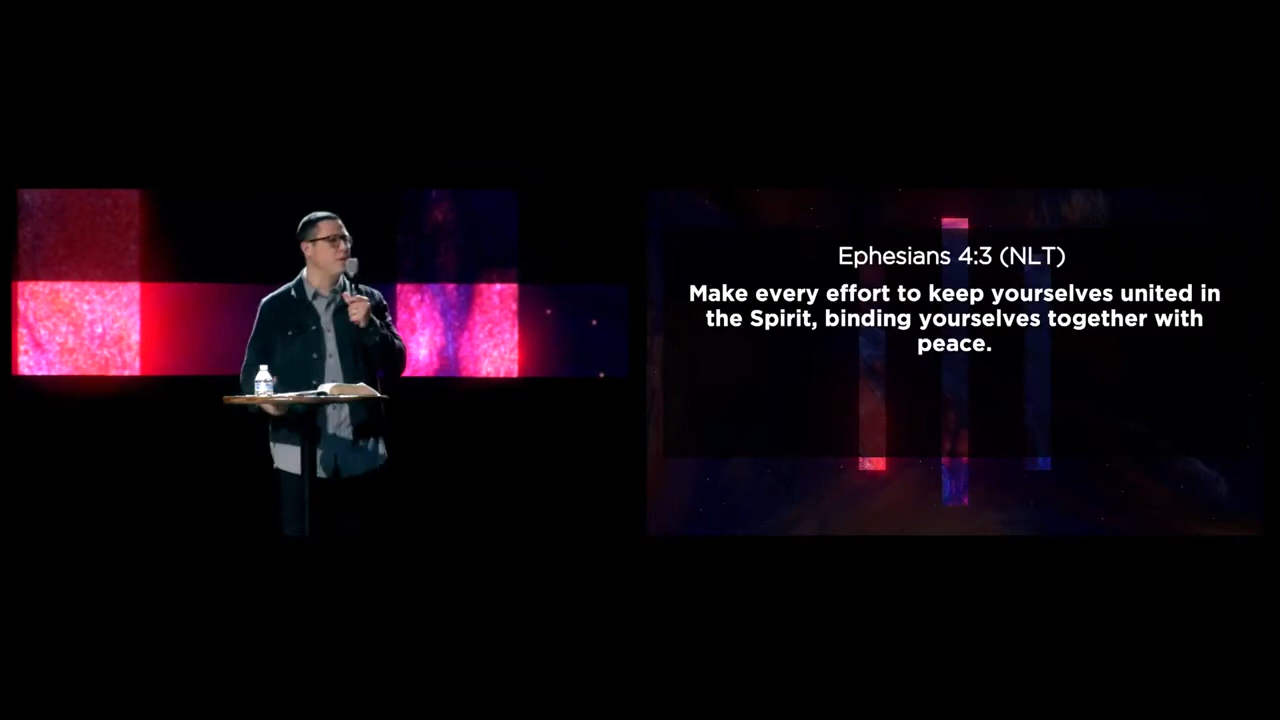 Ephesians 4:3 (NLT)
Make every effort to keep yourselves united in
the Spirit, binding yourselves together with
peace.